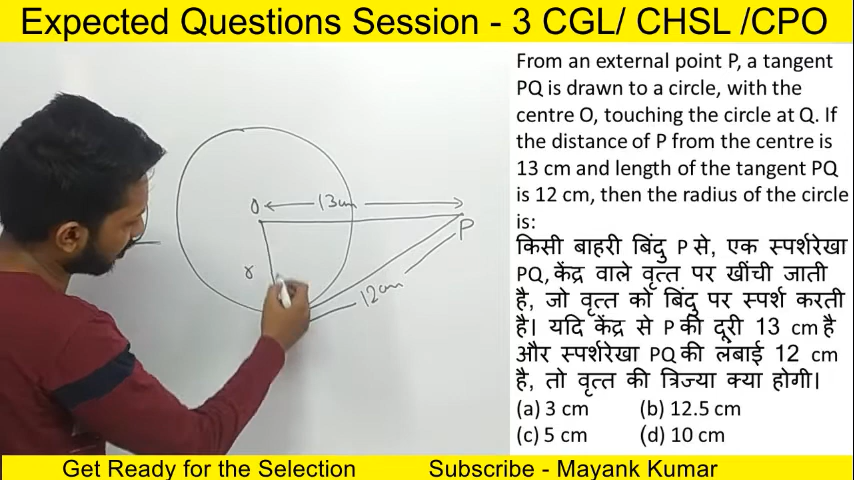 Expected Questions Session - 3 CGL/ CHSL /CPO
From an external point P, a tangent
PQ is drawn to a circle, with the
centre O, touching the circle at Q. If
the distance of P from the centre is
13 cm and length of the tangent PQ
is 12 cm, then the radius of the circle
is:
किसी बाहरी बिंदु P से, एक स्पर्शरेखा
PQ, केंद्र वाले वृत्त पर खींची जाती
है, जो वृत्त को बिंदु पर स्पर्श करती
है। यदि केंद्र से P की दूरी 13 cm है
और स्पर्शरेखा PQ की लंबाई 12 cm
है, तो वृत्त की त्रिज्या क्या होगी।
(a) 3 cm (b) 12.5 cm
(c) 5 cm (d) 10 cm
O 13cm
P
r
12cm
Get Ready for the Selection Subscribe - Mayank Kumar